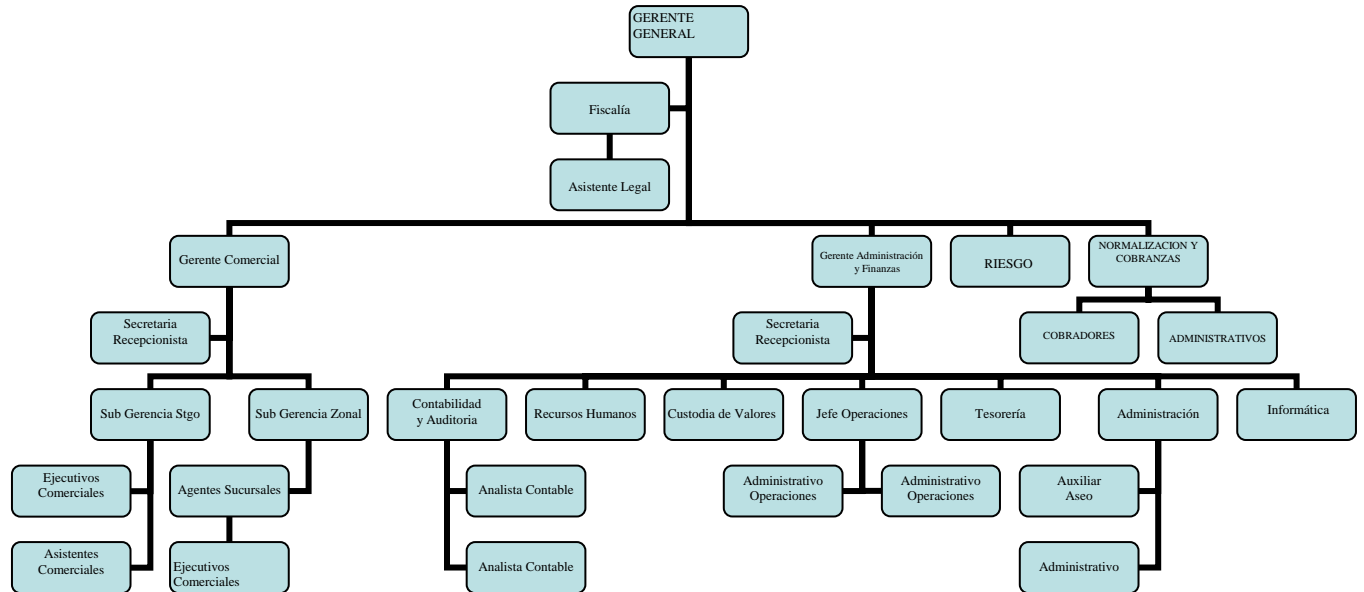 GERENTE
GENERAL
Fiscalía
Asistente Legal
Gerente Comercial
Gerente Administración
y Finanzas
RIESGO
NORMALIZACION Y
COBRANZAS
Secretaria
Recepcionista
Secretaria
Recepcionista
COBRADORES
ADMINISTRATIVOS
Sub Gerencia Stgo
Sub Gerencia Zonal
Contabilidad
y Auditoria
Recursos Humanos
Custodia de Valores
Jefe Operaciones
Tesorería
Administración
Informática
Ejecutivos
Comerciales
Agentes Sucursales
Analista Contable
Administrativo
Operaciones
Administrativo
Operaciones
Auxiliar
Aseo
Asistentes
Comerciales
Ejecutivos
Comerciales
Analista Contable
Administrativo